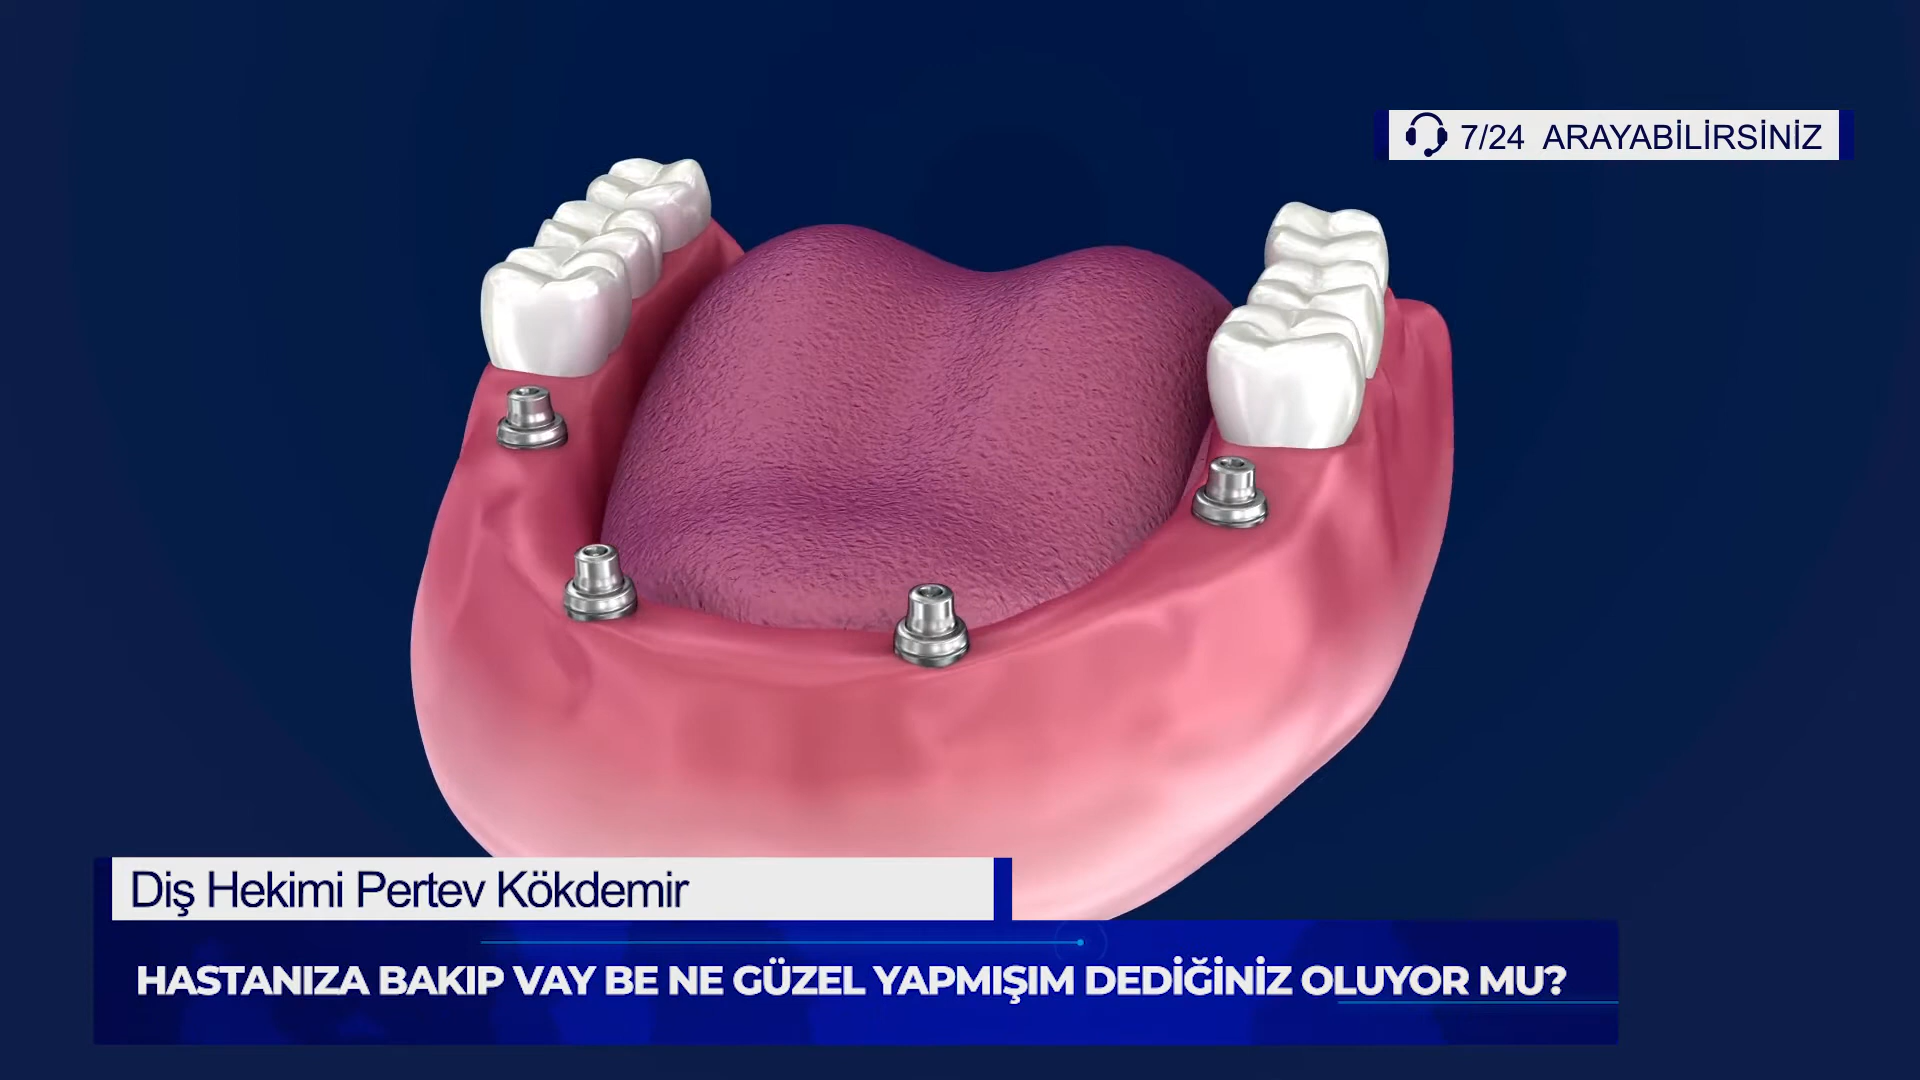 7/24 ARAYABİLİRSİNİZ
Diş Hekimi Pertev Kökdemir
HASTANIZA BAKIP VAY BE NE GÜZEL YAPMIŞIM DEDİĞİNİZ OLUYOR MU?